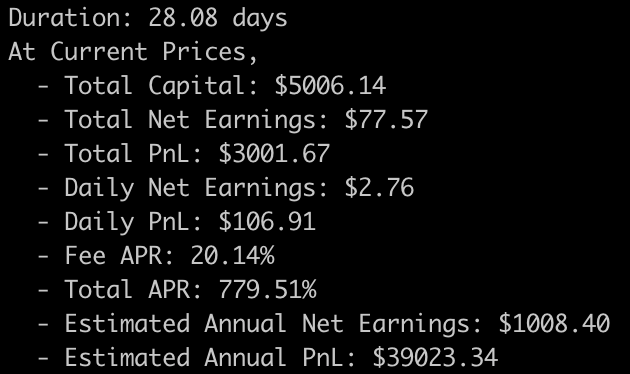 Duration: 28.08 days
At Current Prices,
- Total Capital: $5006.14
- Total Net Earnings: $77.57
- Total PnL: $3001.67
- Daily Net Earnings: $2.76
- Daily PnL: $106.91
- Fee APR: 20.14%
- Total APR: 779.51%
- Estimated Annual Net Earnings: $1008.40
- Estimated Annual PnL: $39023.34